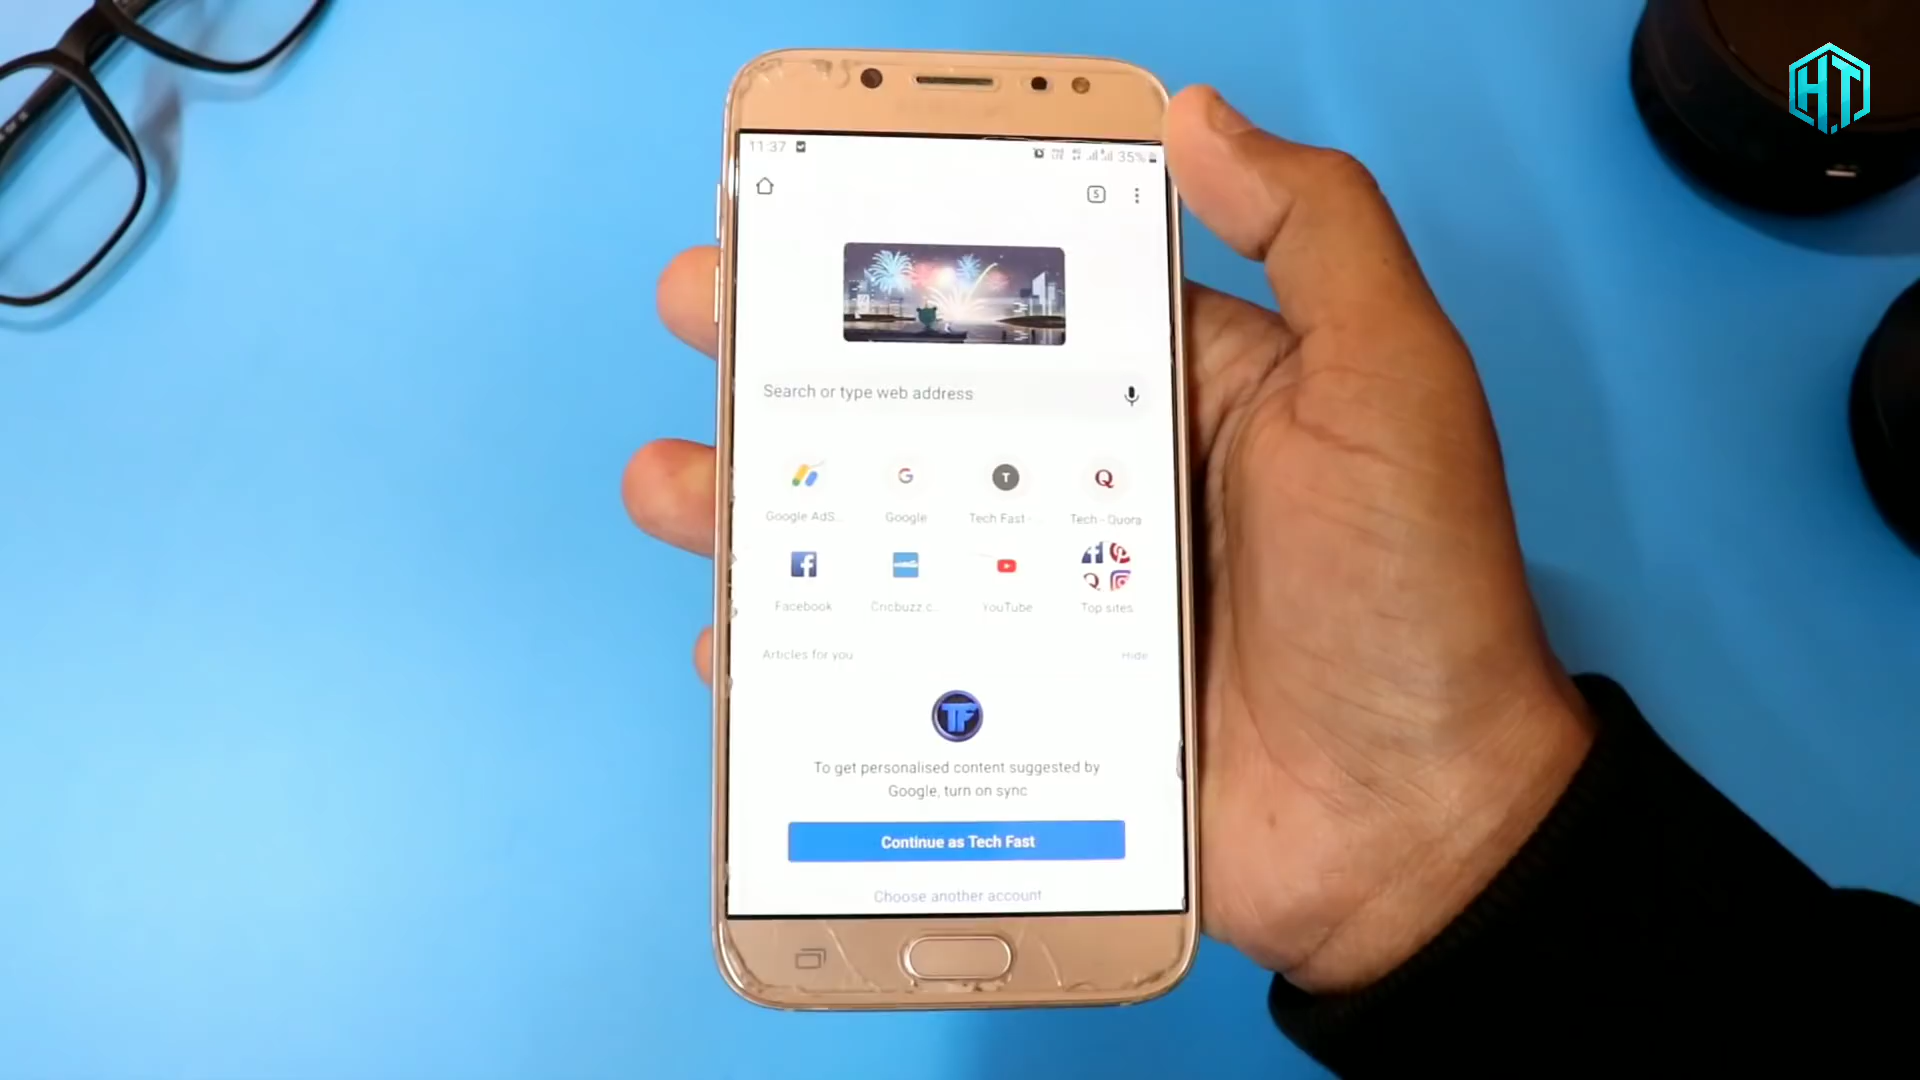 H.T
11:37
35%
5
Search or type web address
G
T
Q
Google AdS...
Google
Tech Fast - ...
Tech - Quora
Facebook
Cricbuzz.c...
YouTube
Top sites
Articles for you
Hide
TF
To get personalised content suggested by
Google, turn on sync
Continue as Tech Fast
Choose another account